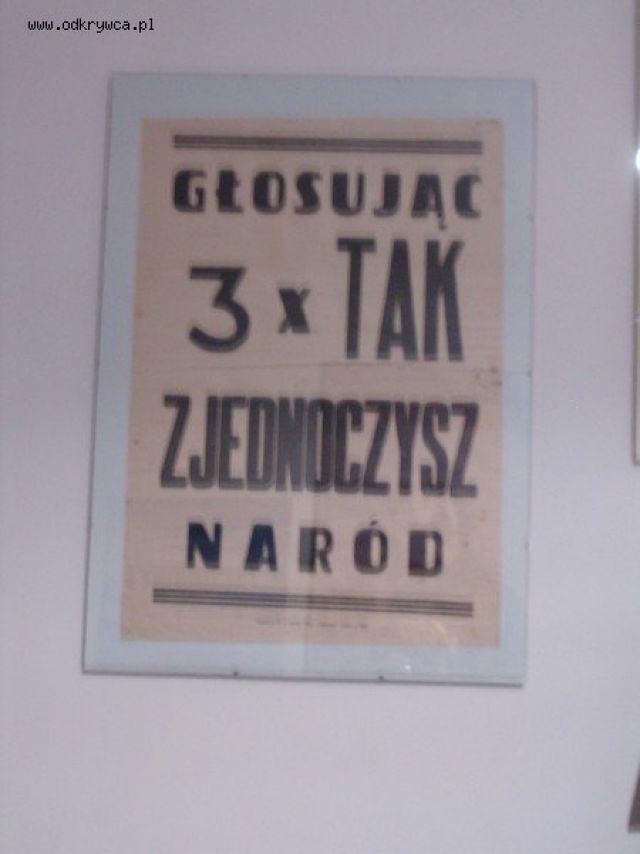 www.odkrywca.pl
GŁOSUJĄC
3 x TAK
ZJEDNOCZYSZ
NARÓD